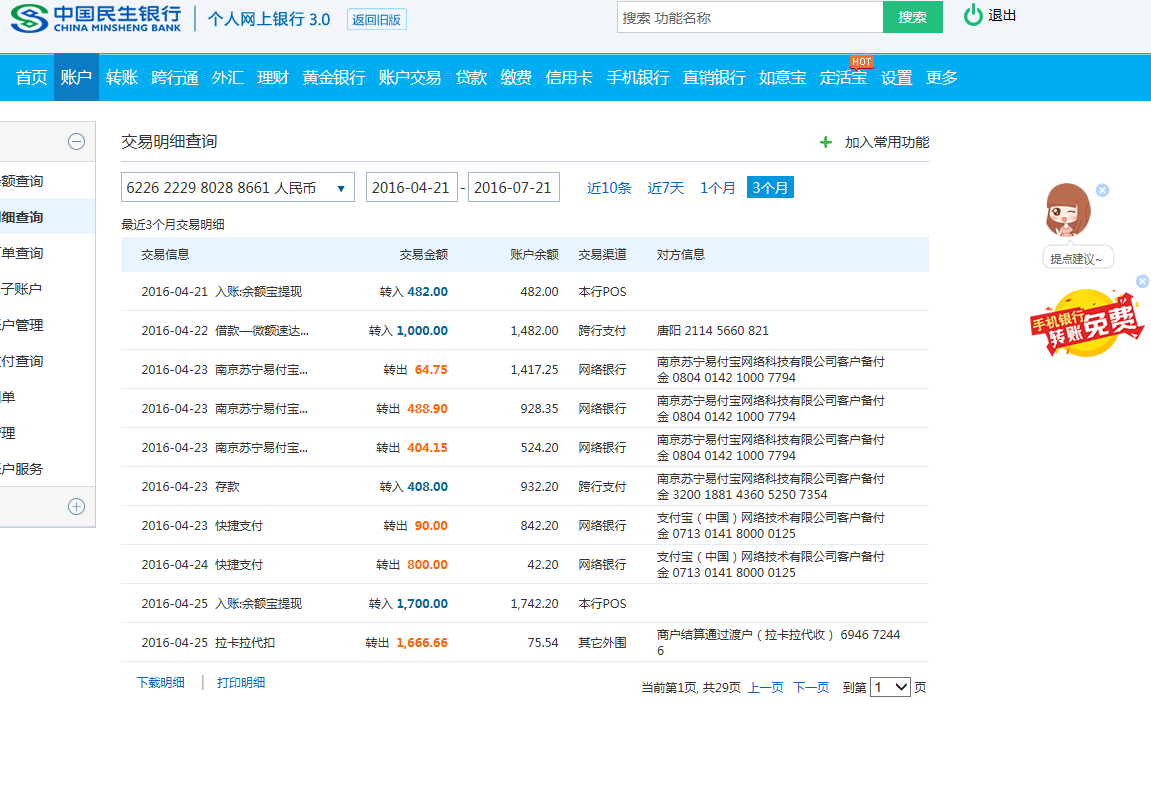 中国民生银行
CHINA MINSHENG BANK
个人网上银行 3.0
返回旧版
搜索 功能名称
搜索
退出
首页 账户 转账 跨行通 外汇 理财 黄金银行 账户交易 贷款 缴费 信用卡 手机银行 直销银行 如意宝 定活宝 设置 更多
HOT
额查询
细查询
单查询
子账户
户管理
付查询
单
理
户服务
交易明细查询
加入常用功能
6226 2229 8028 8661 人民币
2016-04-21 - 2016-07-21
近10条 近7天 1个月 3个月
最近3个月交易明细
交易信息 交易金额 账户余额 交易渠道 对方信息
2016-04-21 入账:余额宝提现 转入 482.00 482.00 本行POS
2016-04-22 借款—微额速达... 转入 1,000.00 1,482.00 跨行支付 唐阳 2114 5660 821
2016-04-23 南京苏宁易付宝... 转出 64.75 1,417.25 网络银行 南京苏宁易付宝网络科技有限公司客户备付
金 0804 0142 1000 7794
2016-04-23 南京苏宁易付宝... 转出 488.90 928.35 网络银行 南京苏宁易付宝网络科技有限公司客户备付
金 0804 0142 1000 7794
2016-04-23 南京苏宁易付宝... 转出 404.15 524.20 网络银行 南京苏宁易付宝网络科技有限公司客户备付
金 0804 0142 1000 7794
2016-04-23 存款 转入 408.00 932.20 跨行支付 南京苏宁易付宝网络科技有限公司客户备付
金 3200 1881 4360 5250 7354
2016-04-23 快捷支付 转出 90.00 842.20 网络银行 支付宝（中国）网络技术有限公司客户备付
金 0713 0141 8000 0125
2016-04-24 快捷支付 转出 800.00 42.20 网络银行 支付宝（中国）网络技术有限公司客户备付
金 0713 0141 8000 0125
2016-04-25 入账:余额宝提现 转入 1,700.00 1,742.20 本行POS
2016-04-25 拉卡拉代扣 转出 1,666.66 75.54 其它外围 商户结算通过渡户（拉卡拉代收） 6946 7244
6
下载明细 | 打印明细
当前第1页, 共29页 上一页 下一页 到第 1 页
提点建议~
手机银行
转账免费